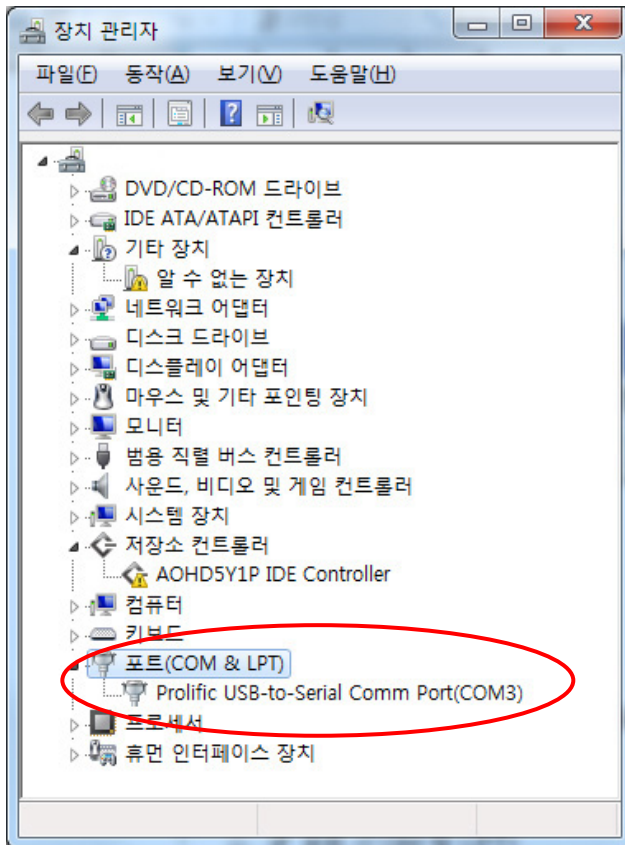 장치 관리자
파일(F) 동작(A) 보기(V) 도움말(H)
DVD/CD-ROM 드라이브
IDE ATA/ATAPI 컨트롤러
기타 장치
알 수 없는 장치
네트워크 어댑터
디스크 드라이브
디스플레이 어댑터
마우스 및 기타 포인팅 장치
모니터
범용 직렬 버스 컨트롤러
사운드, 비디오 및 게임 컨트롤러
시스템 장치
저장소 컨트롤러
AOHD5Y1P IDE Controller
컴퓨터
키보드
포트(COM & LPT)
Prolific USB-to-Serial Comm Port(COM3)
프로세서
휴먼 인터페이스 장치